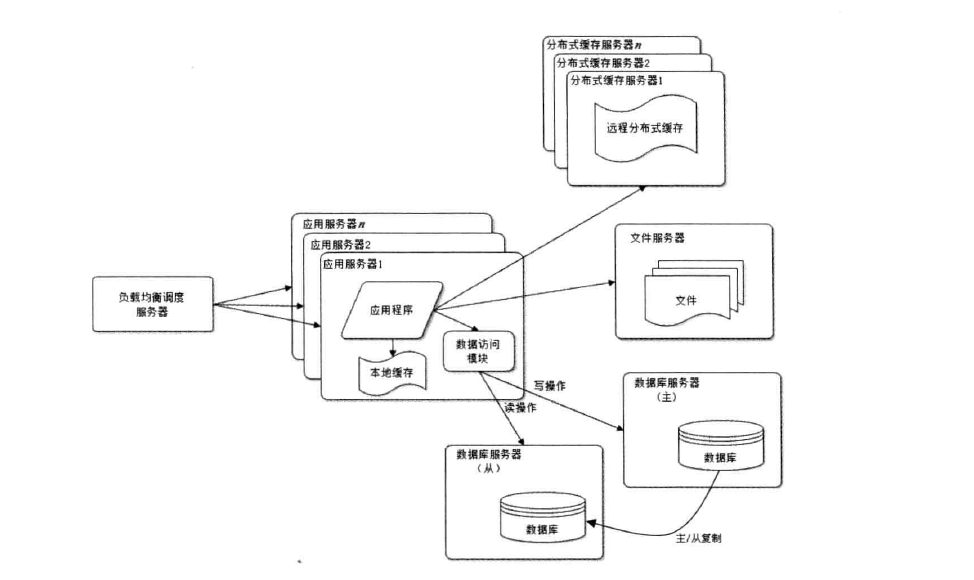 分布式缓存服务器n
分布式缓存服务器2
分布式缓存服务器1
远程分布式缓存
应用服务器n
应用服务器2
应用服务器1
文件服务器
负载均衡调度
服务器
应用程序
文件
数据访问
模块
本地缓存
写操作
读操作
数据库服务器
（主）
数据库
数据库服务器
（从）
数据库
主/从复制